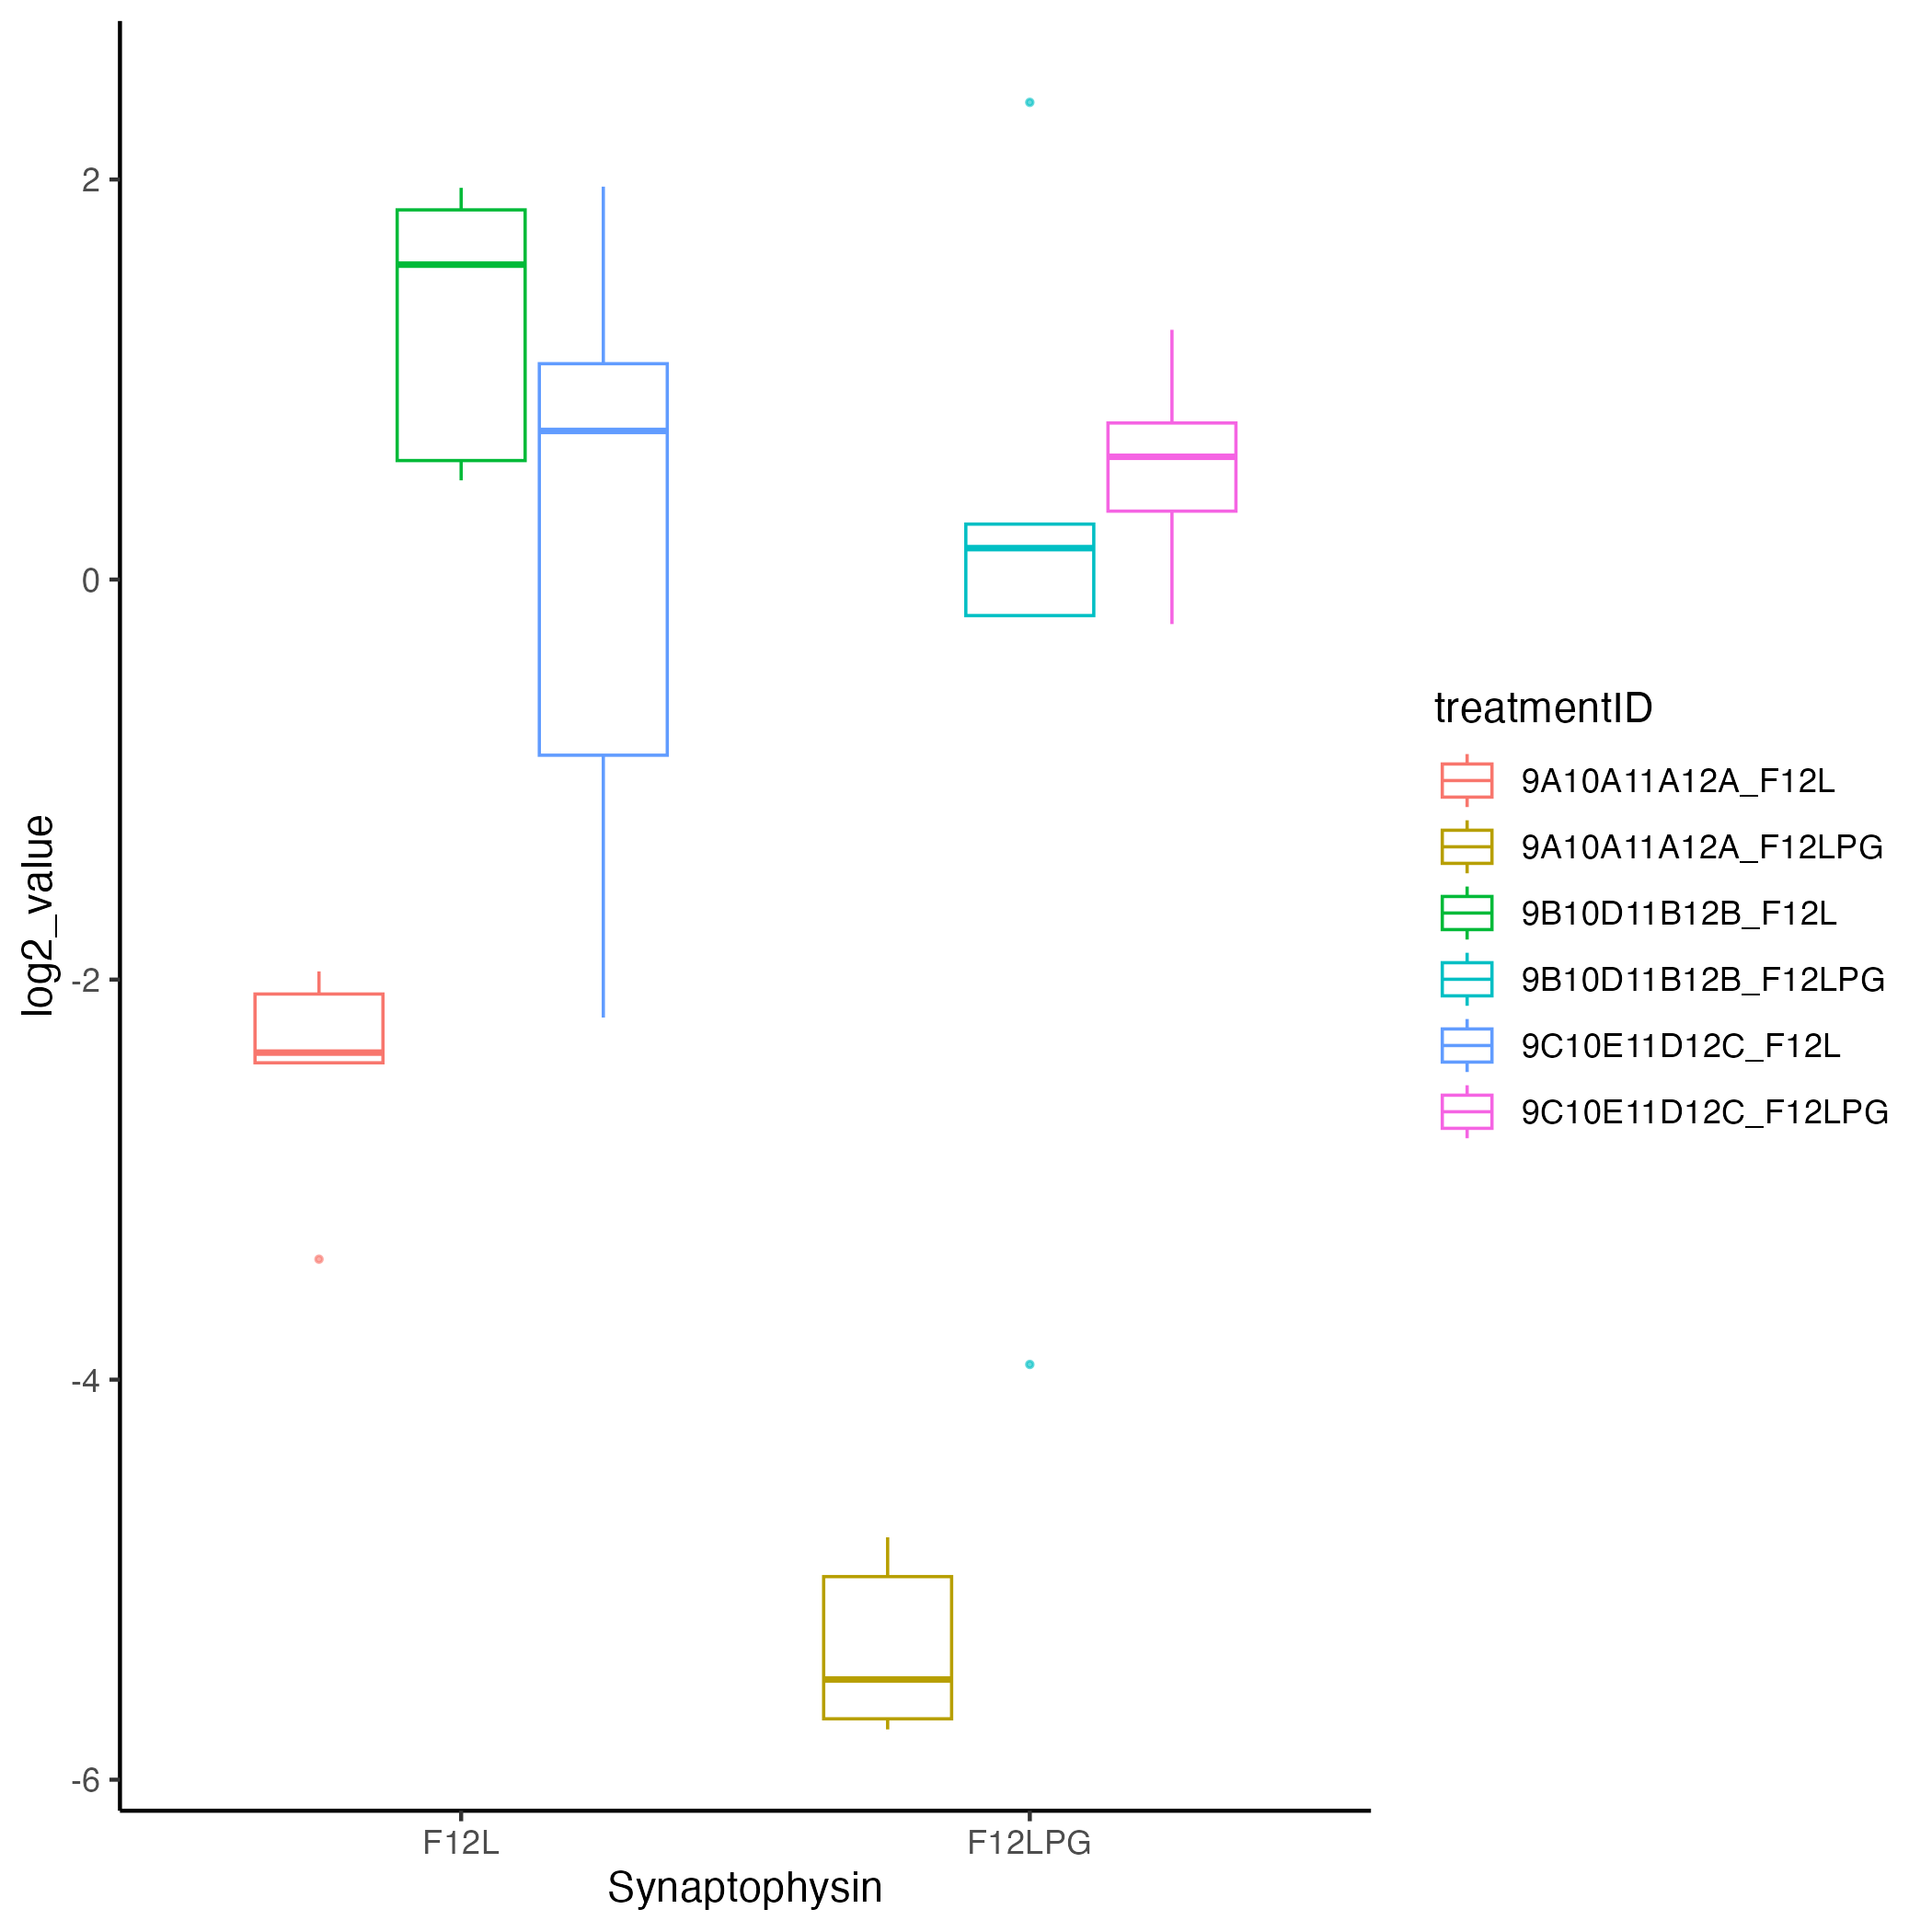 log2_value
2
0
-2
-4
-6
F12L
F12LPG
Synaptophysin
treatmentID
9A10A11A12A_F12L
9A10A11A12A_F12LPG
9B10D11B12B_F12L
9B10D11B12B_F12LPG
9C10E11D12C_F12L
9C10E11D12C_F12LPG